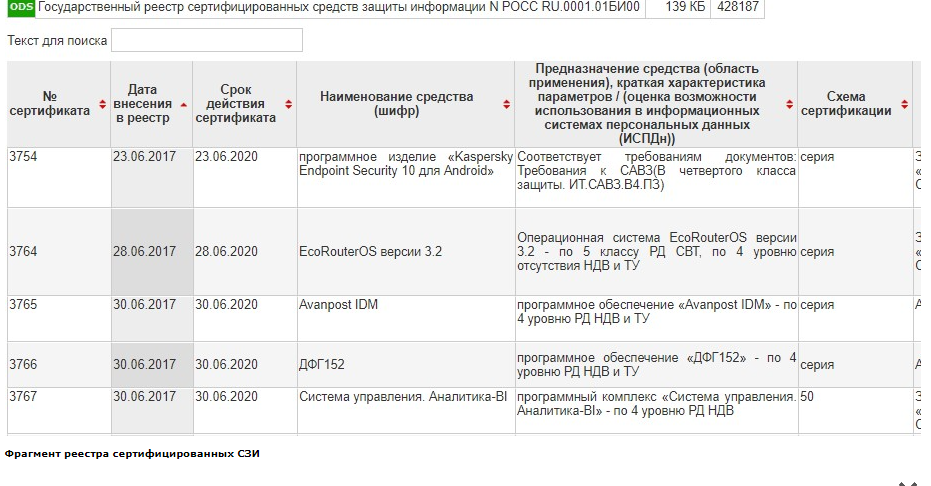 ODS Государственный реестр сертифицированных средств защиты информации N РОСС RU.0001.01БИ00 139 КБ 428187
Текст для поиска
№ сертификата
Дата внесения в реестр
Срок действия сертификата
Наименование средства (шифр)
Предназначение средства (область применения), краткая характеристика параметров / (оценка возможности использования в информационных системах персональных данных (ИСПДн))
Схема сертификации
3754 23.06.2017 23.06.2020 программное изделие «Kaspersky Соответствует требованиям документов: серия
Endpoint Security 10 для Android» Требования к САВЗ(В четвертого класса
защиты. ИТ.САВЗ.В4.ПЗ)
Операционная система EcoRouterOS версии
3764 28.06.2017 28.06.2020 EcoRouterOS версии 3.2 3.2 - по 5 классу РД СВТ, по 4 уровню серия
отсутствия НДВ и ТУ
3765 30.06.2017 30.06.2020 Avanpost IDM программное обеспечение «Avanpost IDM» - по серия
4 уровню РД НДВ и ТУ
3766 30.06.2017 30.06.2020 ДФГ152 программное обеспечение «ДФГ152» - по 4 серия
уровню РД НДВ и ТУ
3767 30.06.2017 30.06.2020 Система управления. Аналитика-BI программный комплекс «Система управления. 50
Аналитика-BI» - по 4 уровню РД НДВ
Фрагмент реестра сертифицированных СЗИ